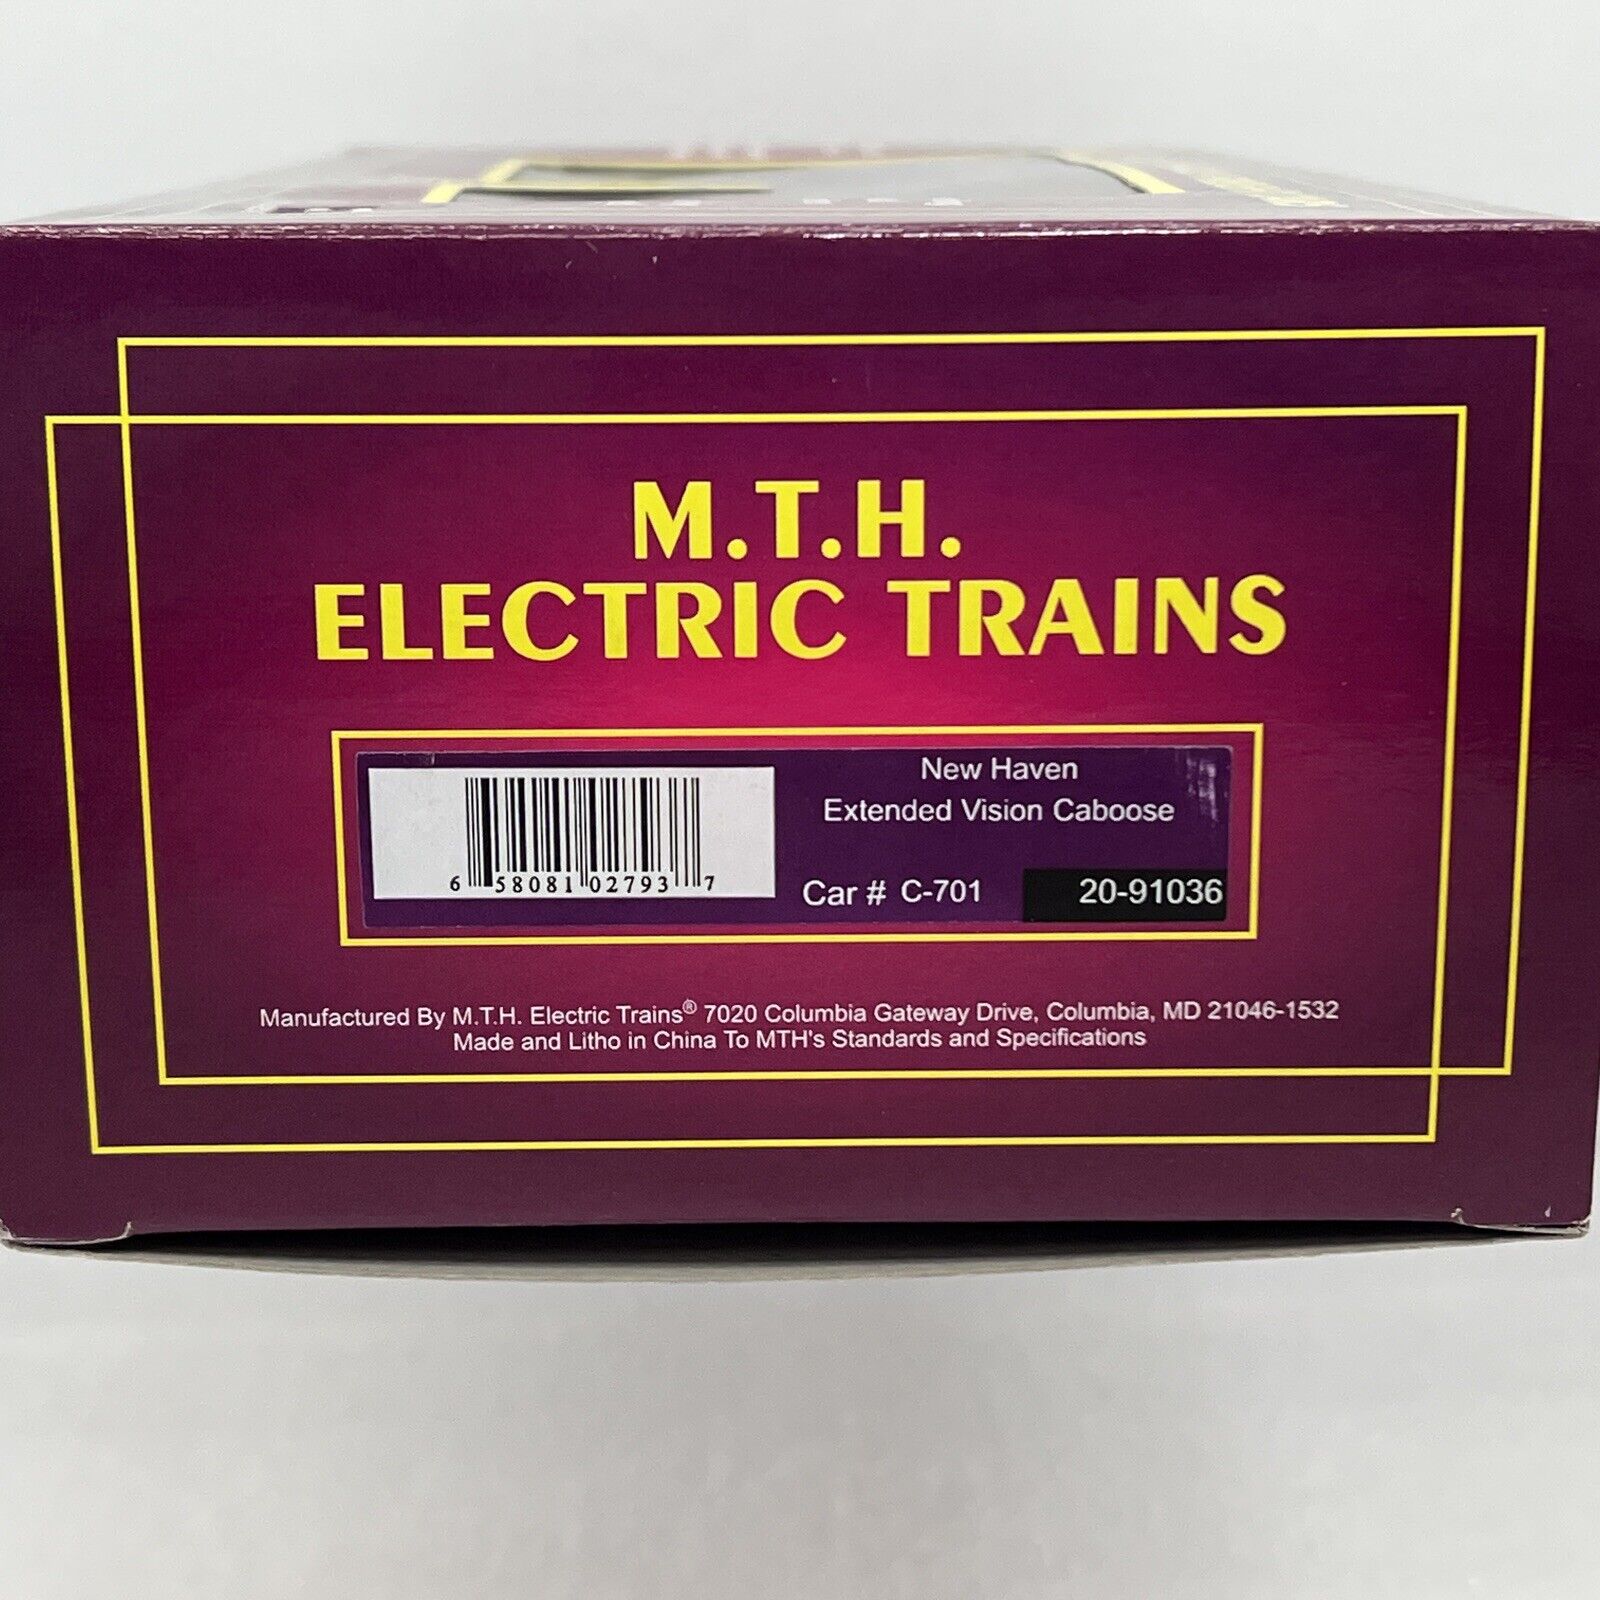 M.T.H.
ELECTRIC TRAINS
New Haven
Extended Vision Caboose
6 58081 02793 7
Car # C-701 20-91036
Manufactured By M.T.H. Electric Trains® 7020 Columbia Gateway Drive, Columbia, MD 21046-1532
Made and Litho in China To MTH's Standards and Specifications